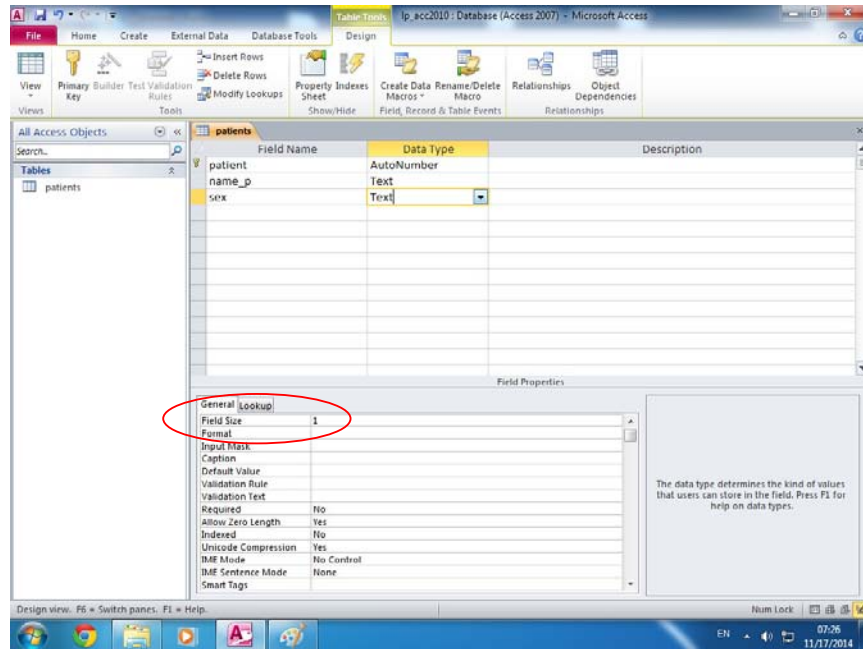 Table Tools
lp_acc2010 : Database (Access 2007) - Microsoft Access
File Home Create External Data Database Tools Design
View
Primary Key
Builder
Test Validation Rules
Insert Rows
Delete Rows
Modify Lookups
Property Sheet
Indexes
Create Data Macros
Rename/Delete Macro
Relationships
Object Dependencies
Views Tools Show/Hide Field, Record & Table Events Relationships
All Access Objects
patients
Search..
Tables
patients
Field Name Data Type Description
patient AutoNumber
name_p Text
sex Text
Field Properties
General Lookup
Field Size 1
Format
Input Mask
Caption
Default Value
Validation Rule
Validation Text
Required No
Allow Zero Length Yes
Indexed No
Unicode Compression Yes
IME Mode No Control
IME Sentence Mode None
Smart Tags
The data type determines the kind of values
that users can store in the field. Press F1 for
help on data types.
Design view. F6 = Switch panes. F1 = Help.
Num Lock
EN
07:26
11/17/2014